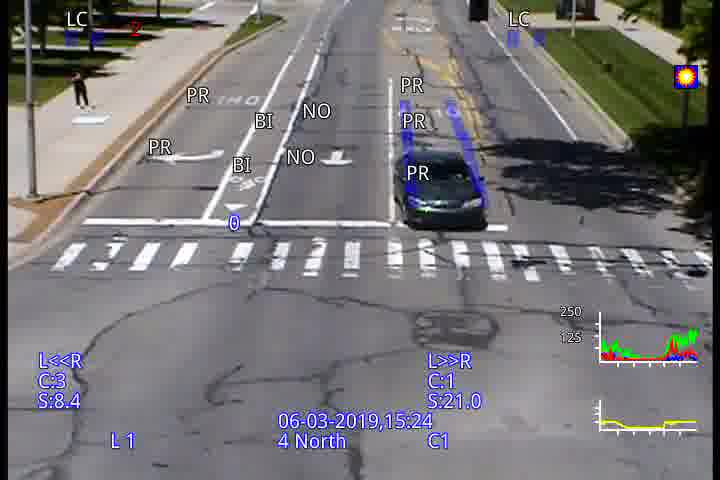 LC
LC
2
PR
PR
NO
BI
PR
PR
NO
BI
PR
0
250
125
L<<R
C:3
S:8.4
L>>R
C:1
S:21.0
06-03-2019,15:24
L 1
4 North
C1